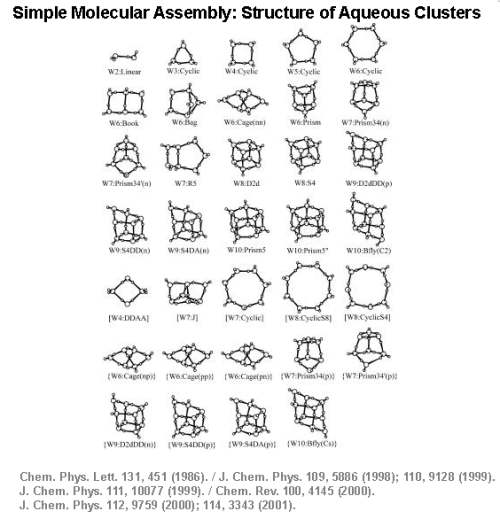 Simple Molecular Assembly: Structure of Aqueous Clusters
W2:Linear W3:Cyclic W4:Cyclic W5:Cyclic W6:Cyclic
W6:Book W6:Bag W6:Cage(nn) W6:Prism W7:Prism34(n)
W7:Prism34'(n) W7:R5 W8:D2d W8:S4 W9:D2dDD(p)
W9:S4DD(n) W9:S4DA(n) W10:Prism5 W10:Prism5" W10:Bfly(C2)
[W4:DDAA] [W7:J] [W7:Cyclic] [W8:CyclicS8] [W8:CyclicS4]
{W6:Cage(np)} {W6:Cage(pp)} {W6:Cage(pn)} {W7:Prism34(p)} {W7:Prism34'(p)}
{W9:D2dDD(n)} {W9:S4DD(p)} {W9:S4DA(p)} {W10:Bfly(Cs)}
Chem. Phys. Lett. 131, 451 (1986). / J. Chem. Phys. 109, 5886 (1998); 110, 9128 (1999).
J. Chem. Phys. 111, 10077 (1999). / Chem. Rev. 100, 4145 (2000).
J. Chem. Phys. 112, 9759 (2000); 114, 3343 (2001).